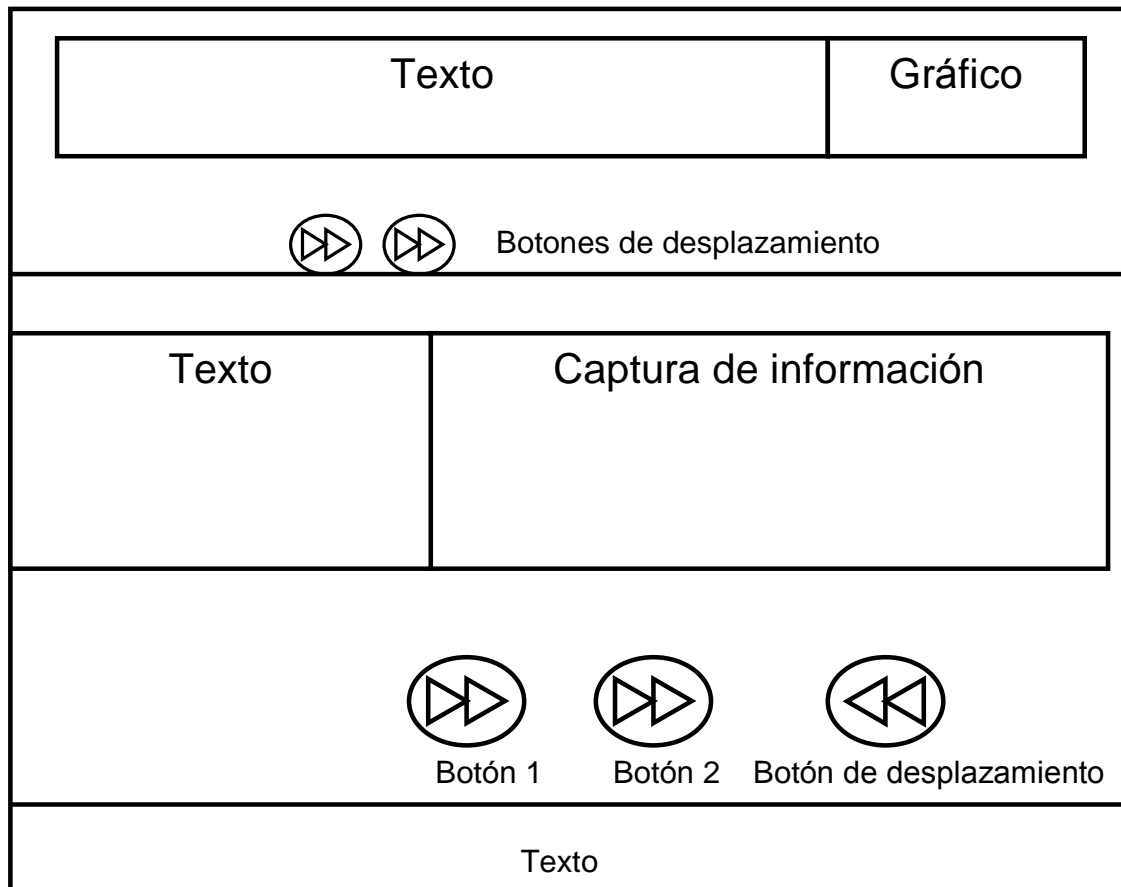 Texto
Gráfico
Botones de desplazamiento
Texto
Captura de información
Botón 1
Botón 2
Botón de desplazamiento
Texto